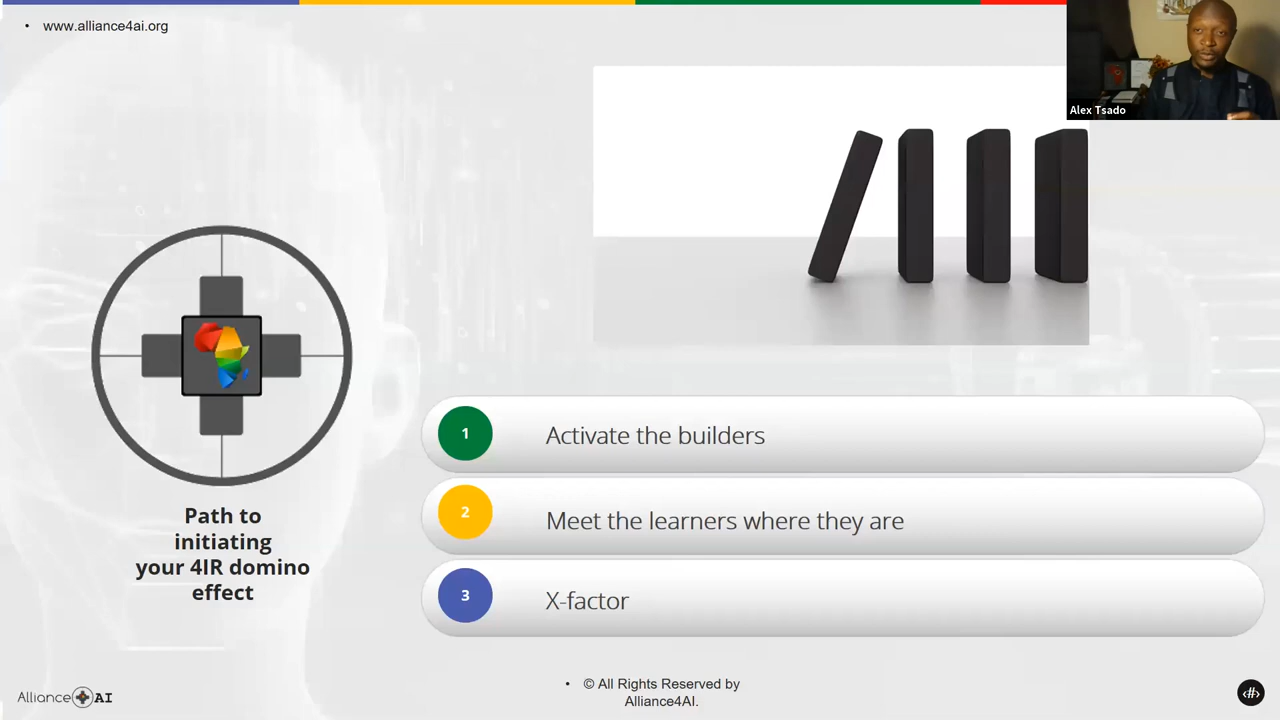 • www.alliance4ai.org
Alex Tsado
1 Activate the builders
2 Meet the learners where they are
3 X-factor
Path to
initiating
your 4IR domino
effect
Alliance AI
• © All Rights Reserved by
Alliance4AI.
‹#›